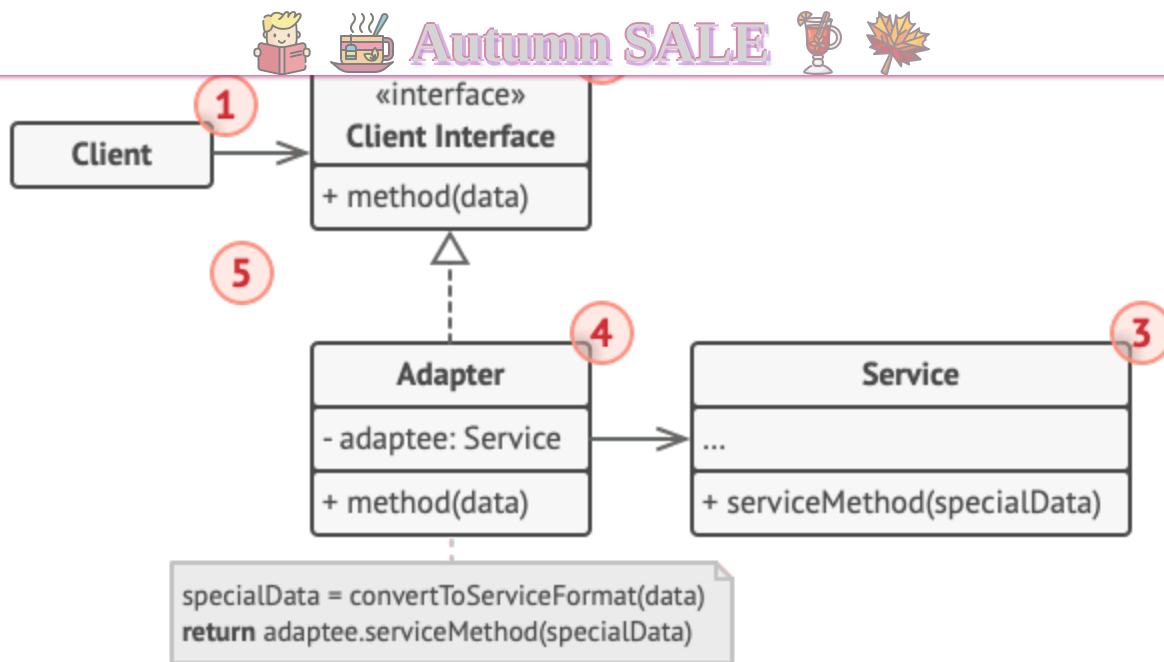 Autumn SALE
1
«interface»
Client
Client Interface
+ method(data)
5
4
3
Adapter
Service
- adaptee: Service
...
+ method(data)
+ serviceMethod(specialData)
specialData = convertToServiceFormat(data)
return adaptee.serviceMethod(specialData)